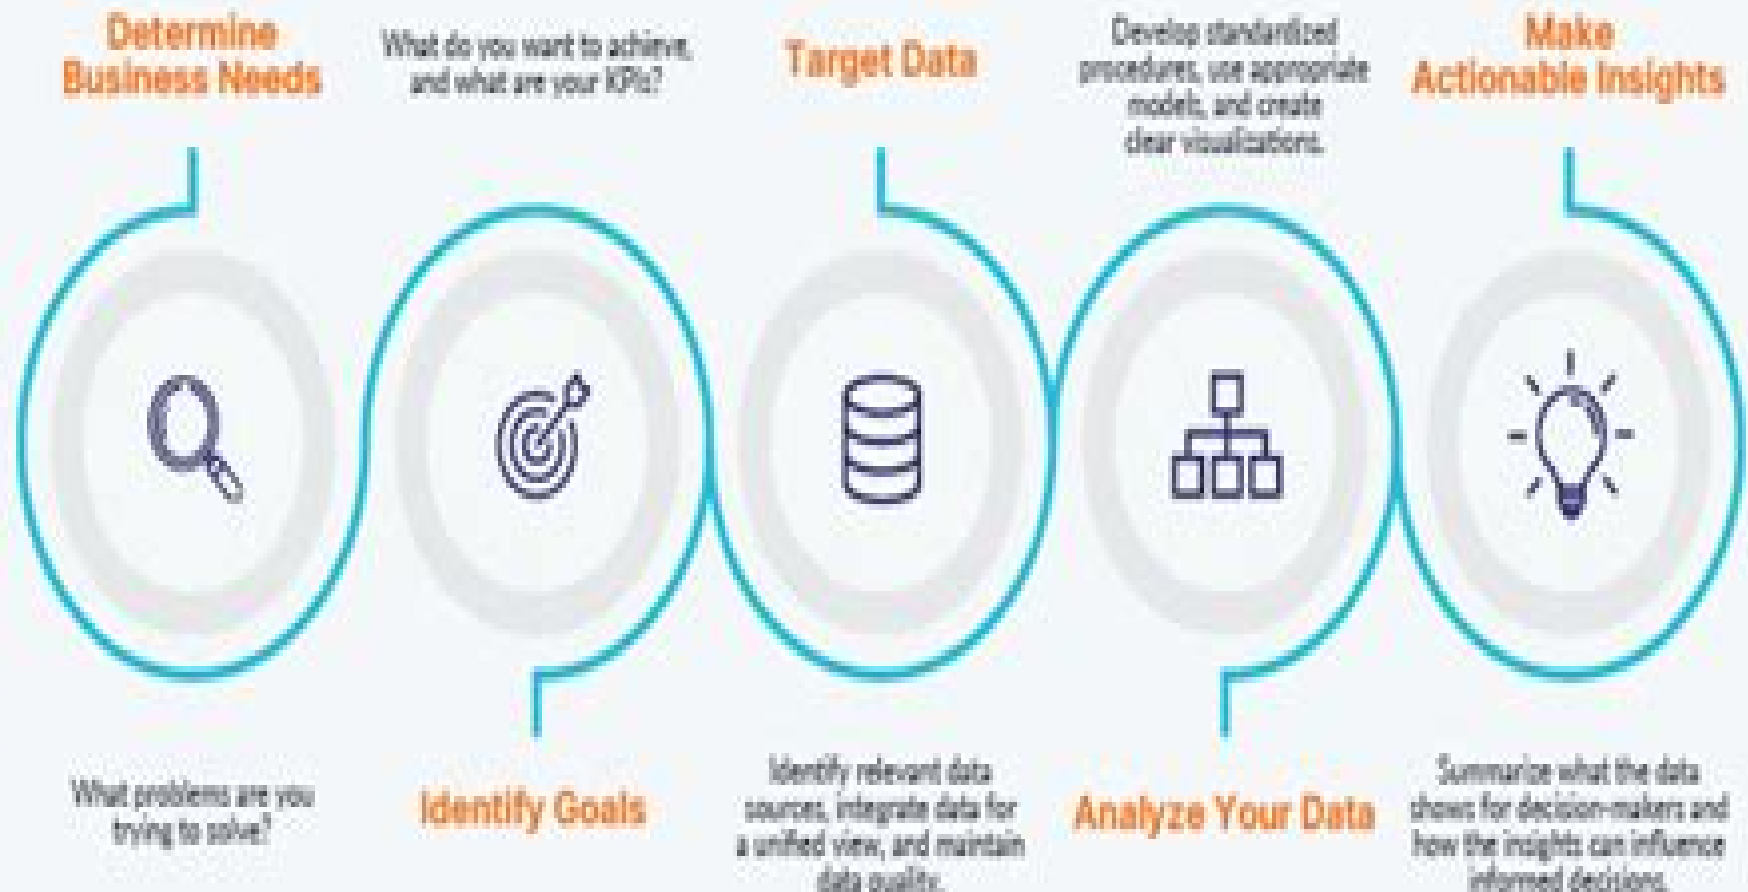 Determine
Business Needs
What problems are you
trying to solve?
What do you want to achieve,
and what are your KPIs?
Identify Goals
Target Data
Identify relevant data
sources, integrate data for
a unified view, and maintain
data quality.
Develop standardized
procedures, use appropriate
models, and create
clear visualizations.
Analyze Your Data
Make
Actionable Insights
Summarize what the data
shows for decision-makers and
how the insights can influence
informed decisions.